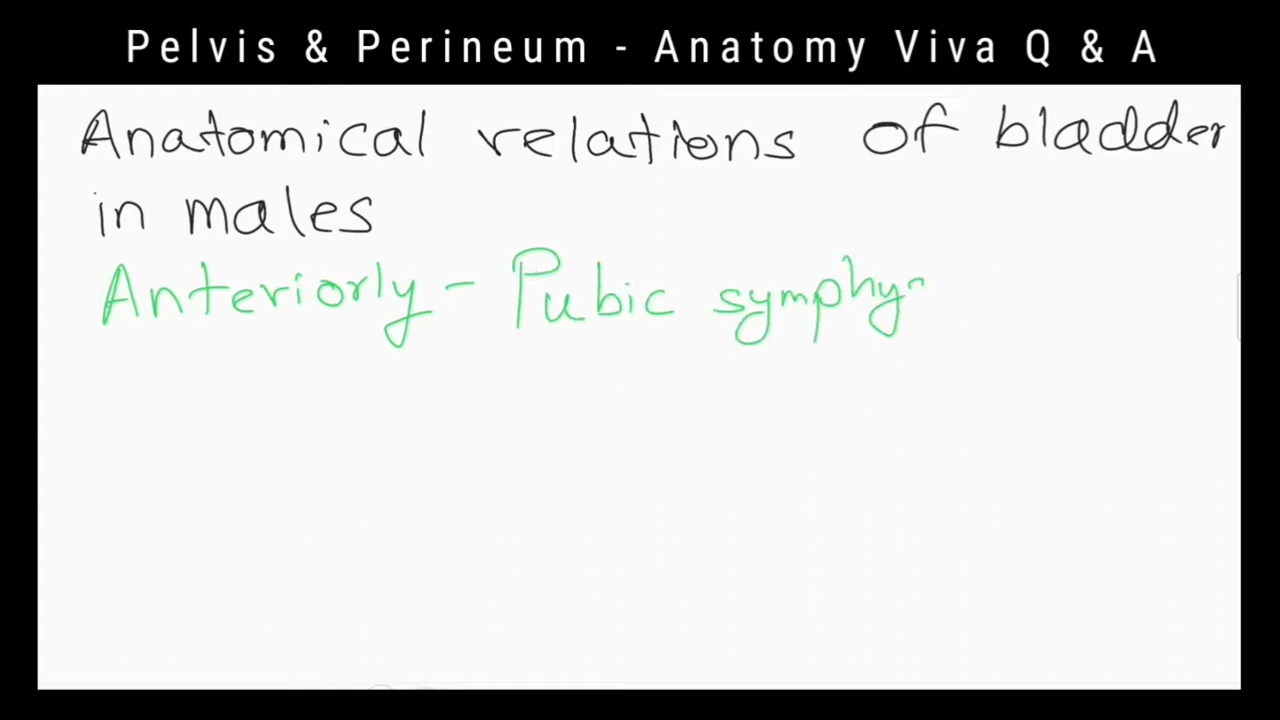 Pelvis & Perineum - Anatomy Viva Q & A
Anatomical relations of bladder
in males
Anteriorly - Pubic symphy